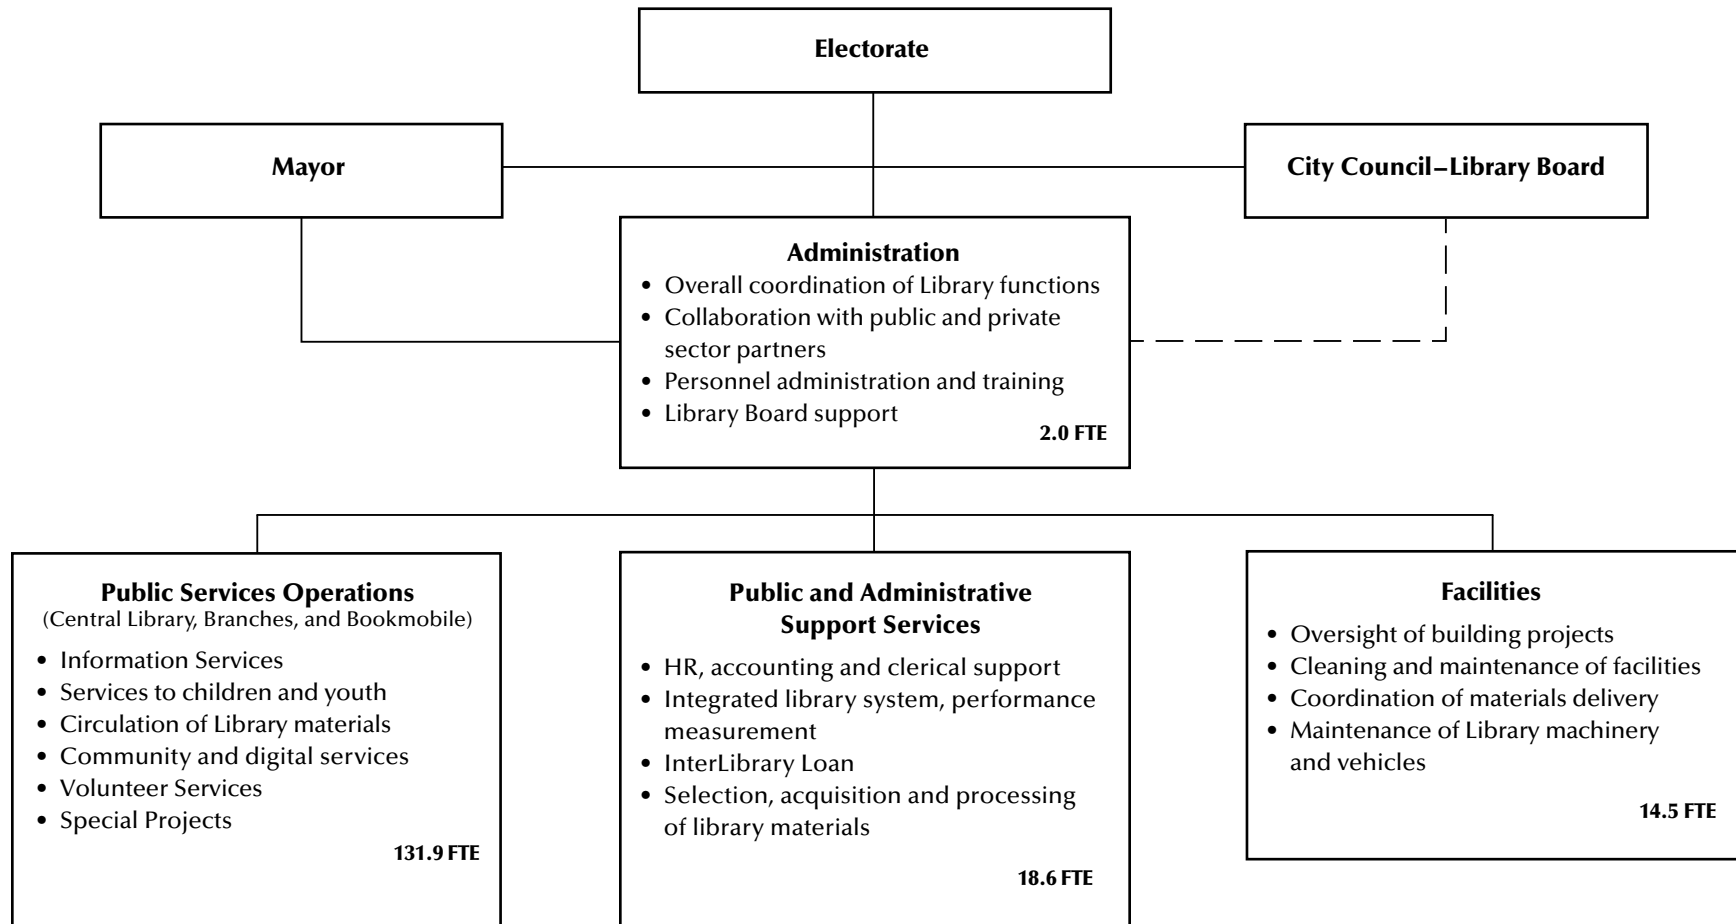 Electorate
Mayor
City Council–Library Board
Administration
• Overall coordination of Library functions
• Collaboration with public and private
sector partners
• Personnel administration and training
• Library Board support
2.0 FTE
Public Services Operations
(Central Library, Branches, and Bookmobile)
• Information Services
• Services to children and youth
• Circulation of Library materials
• Community and digital services
• Volunteer Services
• Special Projects
131.9 FTE
Public and Administrative
Support Services
• HR, accounting and clerical support
• Integrated library system, performance
measurement
• InterLibrary Loan
• Selection, acquisition and processing
of library materials
18.6 FTE
Facilities
• Oversight of building projects
• Cleaning and maintenance of facilities
• Coordination of materials delivery
• Maintenance of Library machinery
and vehicles
14.5 FTE